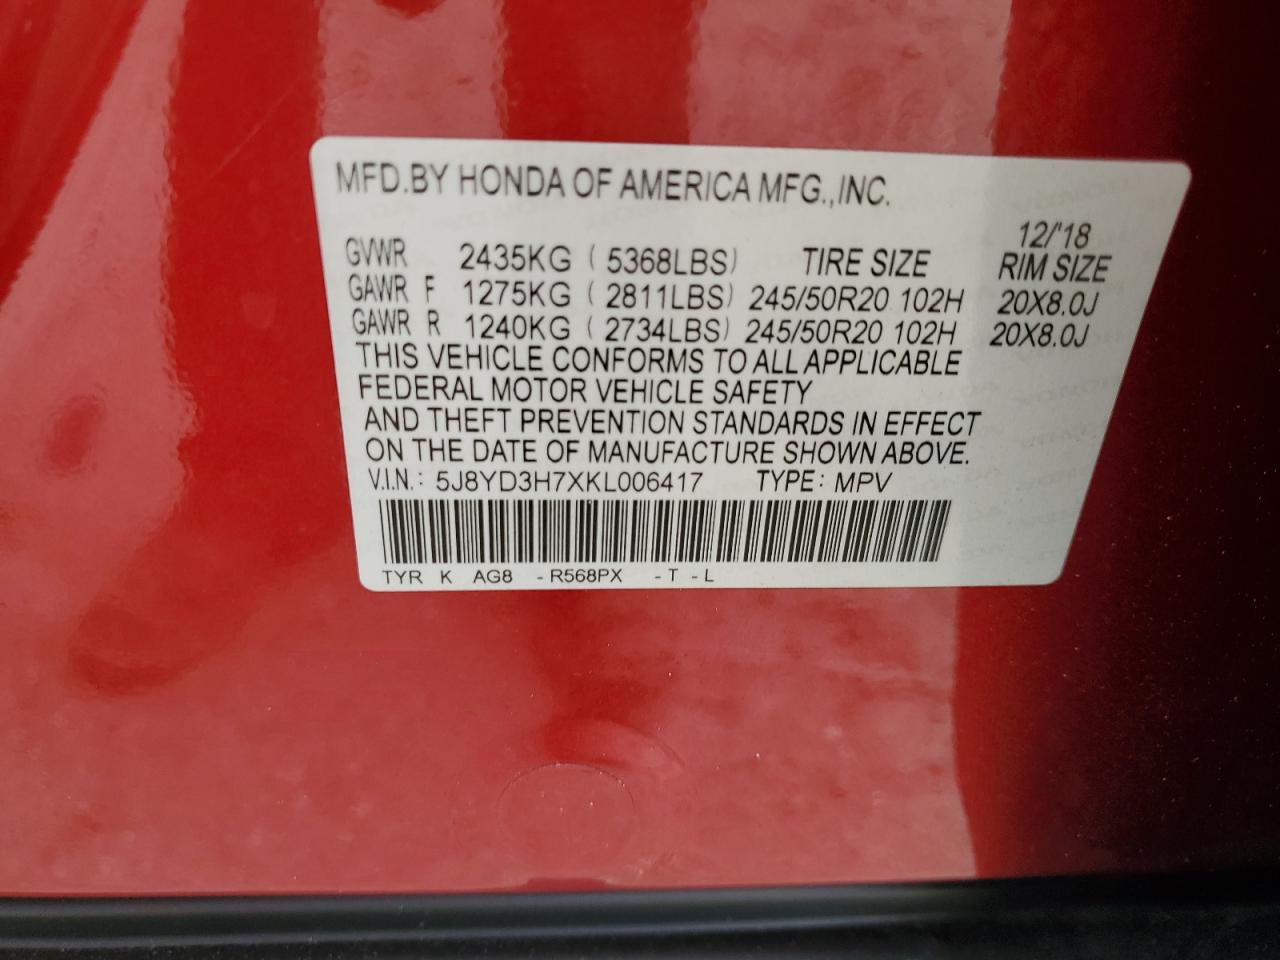 MFD.BY HONDA OF AMERICA MFG.,INC.
12/'18
GVWR 2435KG ( 5368LBS) TIRE SIZE RIM SIZE
GAWR F 1275KG ( 2811LBS) 245/50R20 102H 20X8.0J
GAWR R 1240KG ( 2734LBS) 245/50R20 102H 20X8.0J
THIS VEHICLE CONFORMS TO ALL APPLICABLE
FEDERAL MOTOR VEHICLE SAFETY
AND THEFT PREVENTION STANDARDS IN EFFECT
ON THE DATE OF MANUFACTURE SHOWN ABOVE.
V.I.N.: 5J8YD3H7XKL006417 TYPE: MPV
TYR K AG8 -R568PX -T -L